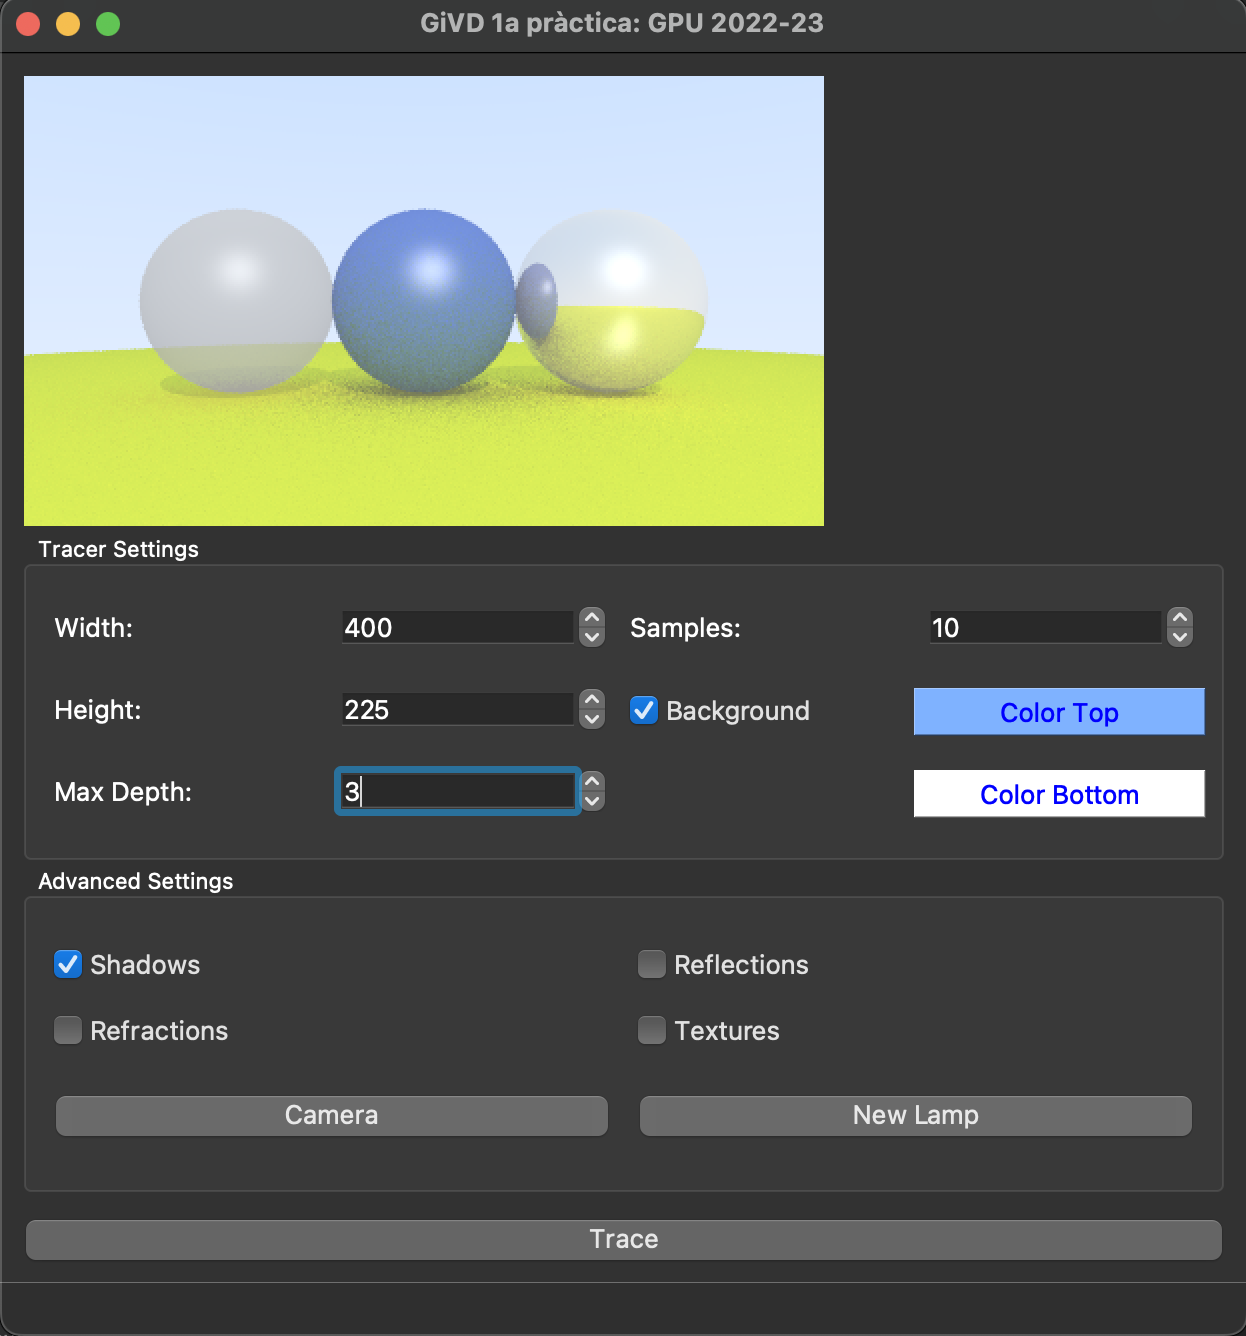 GiVD 1a pràctica: GPU 2022-23
Tracer Settings
Width: 400 Samples: 10
Height: 225 Background Color Top
Max Depth: 3 Color Bottom
Advanced Settings
Shadows Reflections
Refractions Textures
Camera New Lamp
Trace